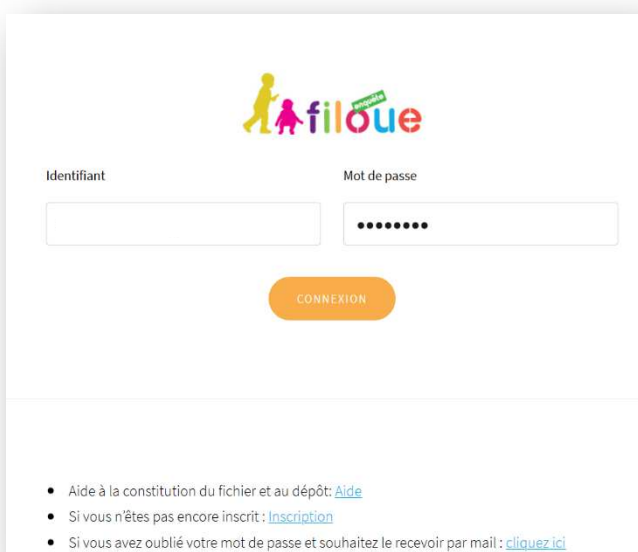 enquête
filoue
Identifiant
Mot de passe
••••••••
CONNEXION
• Aide à la constitution du fichier et au dépôt: Aide
• Si vous n'êtes pas encore inscrit : Inscription
• Si vous avez oublié votre mot de passe et souhaitez le recevoir par mail : cliquez ici